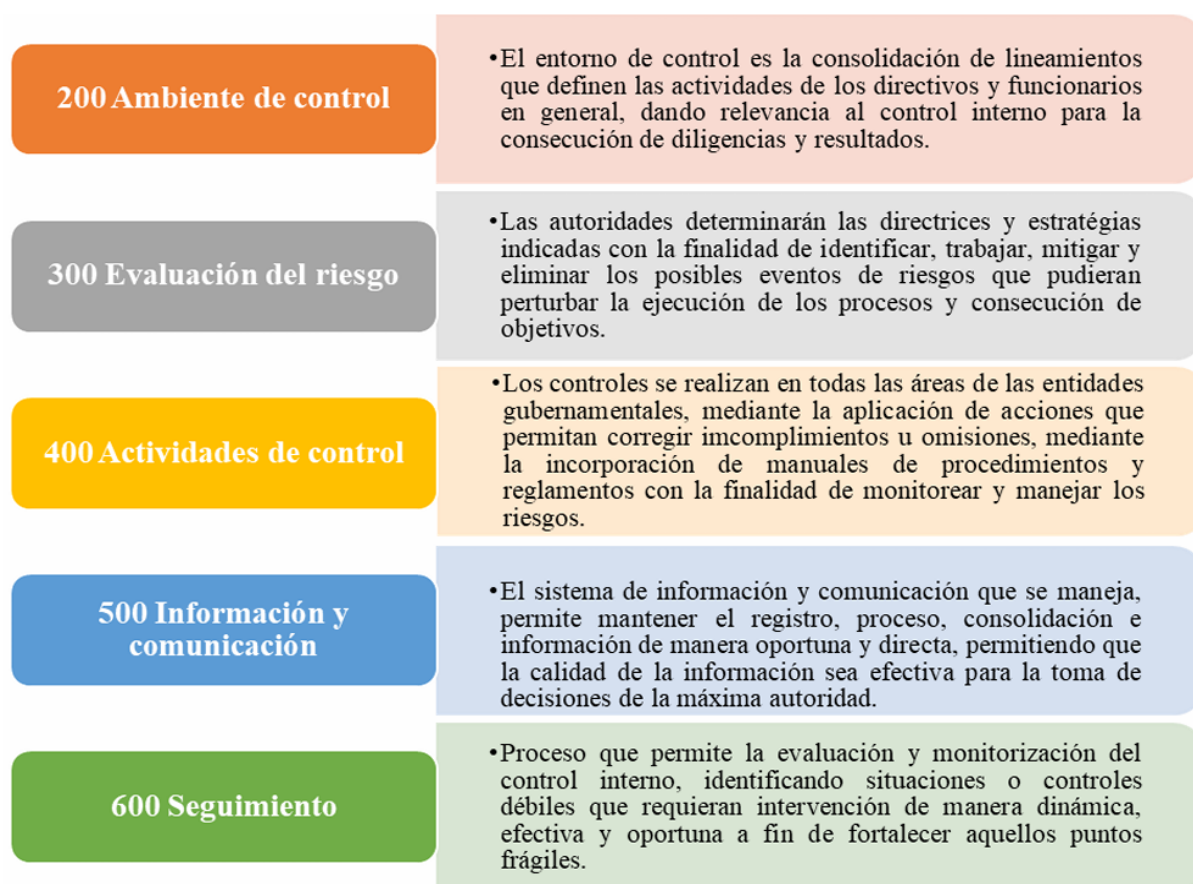 200 Ambiente de control
•El entorno de control es la consolidación de lineamientos
que definen las actividades de los directivos y funcionarios
en general, dando relevancia al control interno para la
consecución de diligencias y resultados.
300 Evaluación del riesgo
•Las autoridades determinarán las directrices y estratégias
indicadas con la finalidad de identificar, trabajar, mitigar y
eliminar los posibles eventos de riesgos que pudieran
perturbar la ejecución de los procesos y consecución de
objetivos.
400 Actividades de control
•Los controles se realizan en todas las áreas de las entidades
gubernamentales, mediante la aplicación de acciones que
permitan corregir imcomplimientos u omisiones, mediante
la incorporación de manuales de procedimientos y
reglamentos con la finalidad de monitorear y manejar los
riesgos.
500 Información y
comunicación
•El sistema de información y comunicación que se maneja,
permite mantener el registro, proceso, consolidación e
información de manera oportuna y directa, permitiendo que
la calidad de la información sea efectiva para la toma de
decisiones de la máxima autoridad.
600 Seguimiento
•Proceso que permite la evaluación y monitorización del
control interno, identificando situaciones o controles
débiles que requieran intervención de manera dinámica,
efectiva y oportuna a fin de fortalecer aquellos puntos
frágiles.